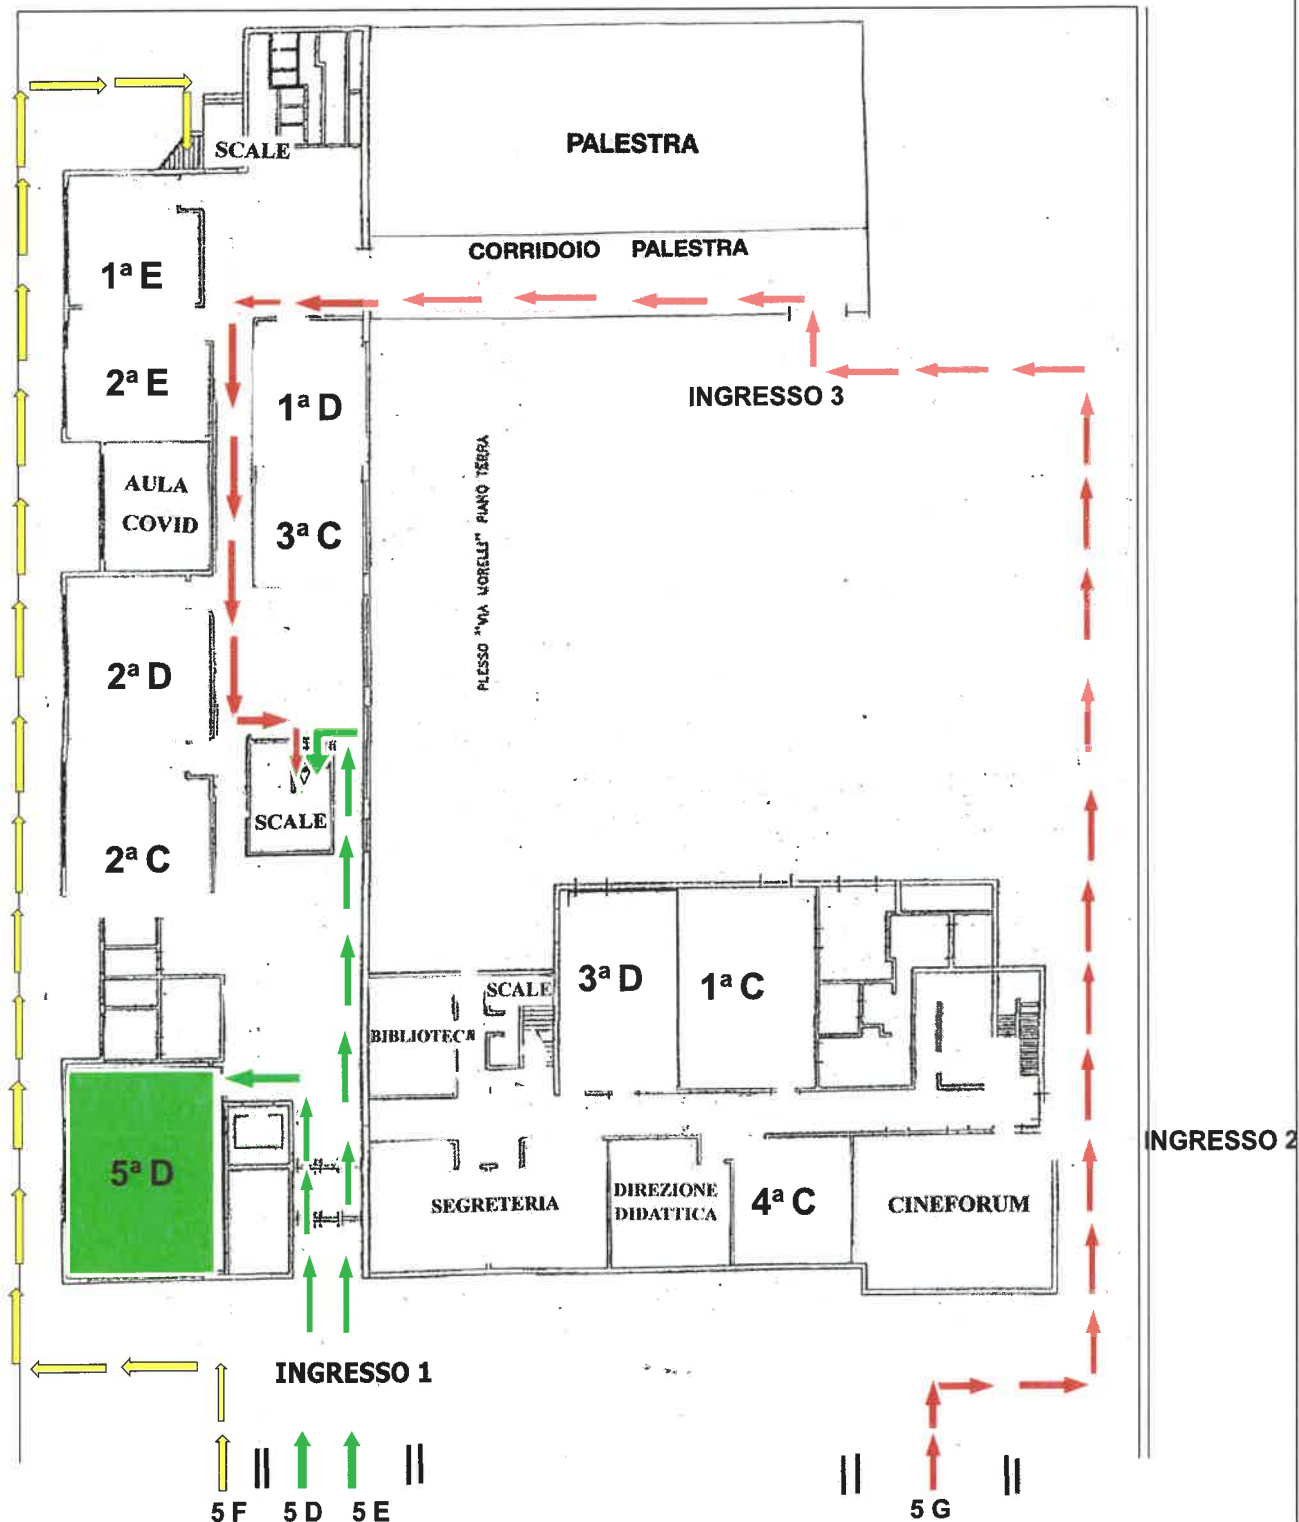 PALESTRA
SCALE
CORRIDOIO PALESTRA
1ª E
2ª E
1ª D
INGRESSO 3
AULA
COVID
3ª C
PLESSO "VIA MORELLI" PIANO TERRA
2ª D
SCALE
2ª C
3ª D
1ª C
SCALE
BIBLIOTECA
INGRESSO 2
5ª D
SEGRETERIA
DIREZIONE
DIDATTICA
4ª C
CINEFORUM
INGRESSO 1
5 F
5 D
5 E
5 G